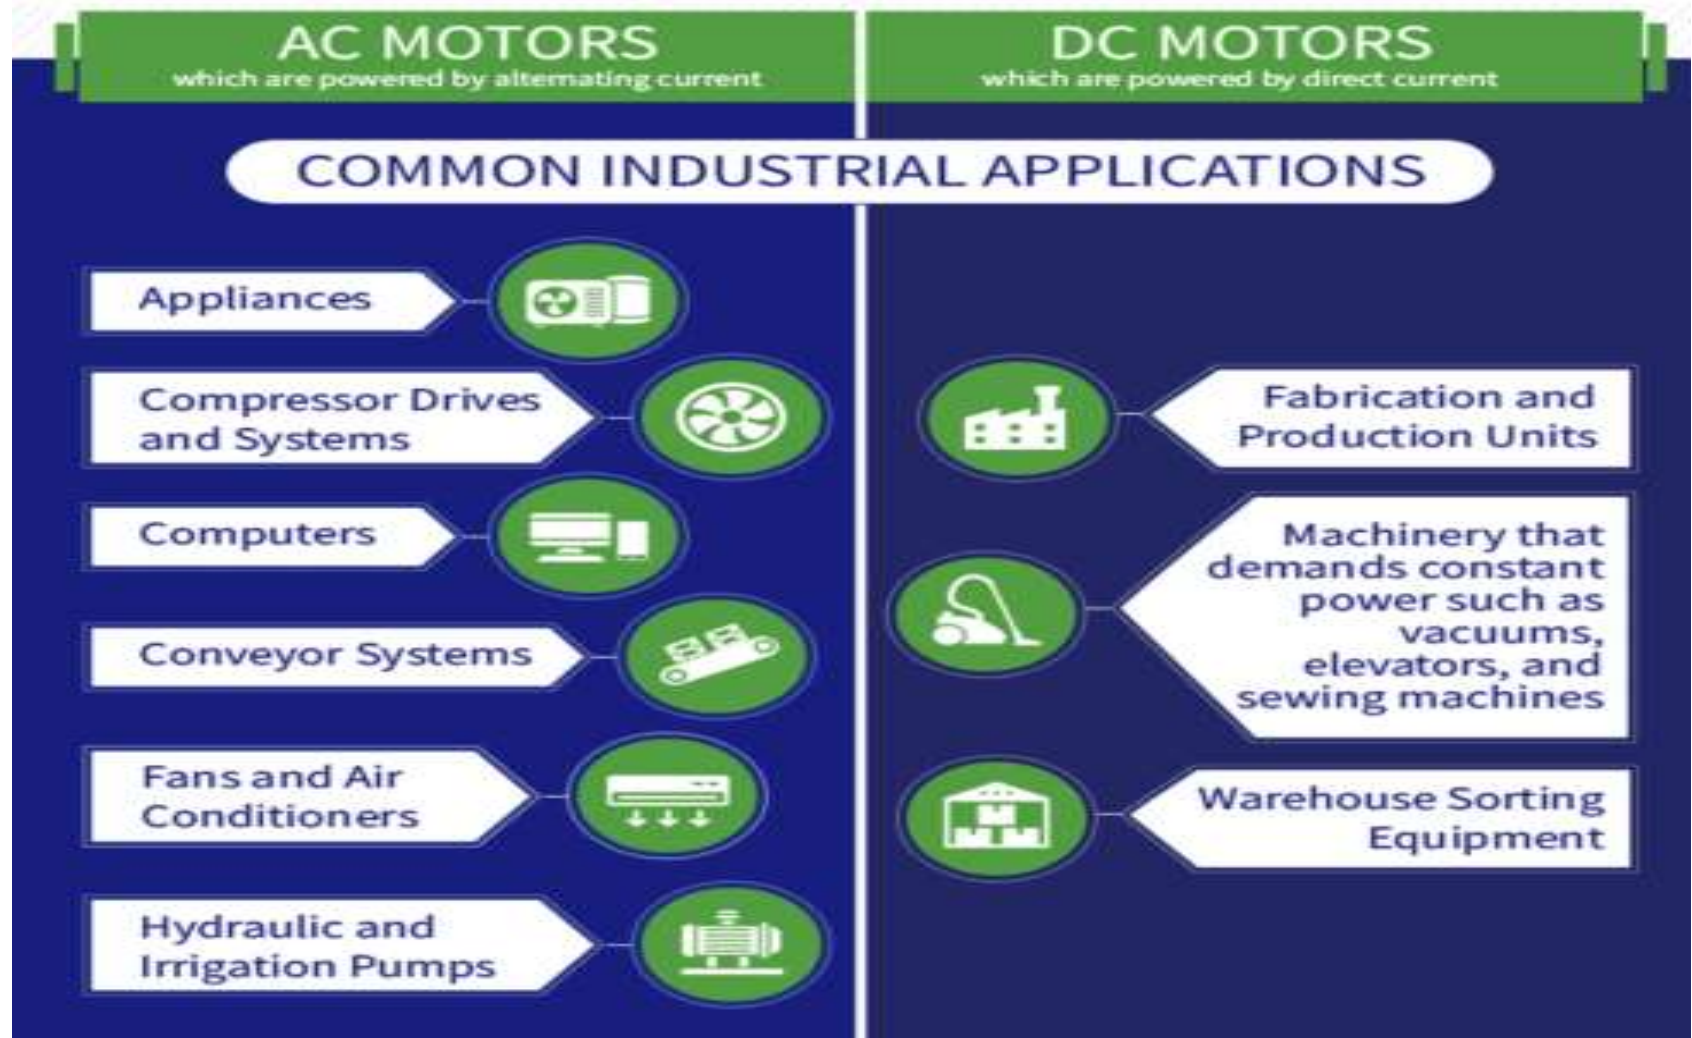 AC MOTORS
which are powered by alternating current
DC MOTORS
which are powered by direct current
COMMON INDUSTRIAL APPLICATIONS
Appliances
Compressor Drives
and Systems
Computers
Conveyor Systems
Fans and Air
Conditioners
Hydraulic and
Irrigation Pumps
Fabrication and
Production Units
Machinery that
demands constant
power such as
vacuums,
elevators, and
sewing machines
Warehouse Sorting
Equipment